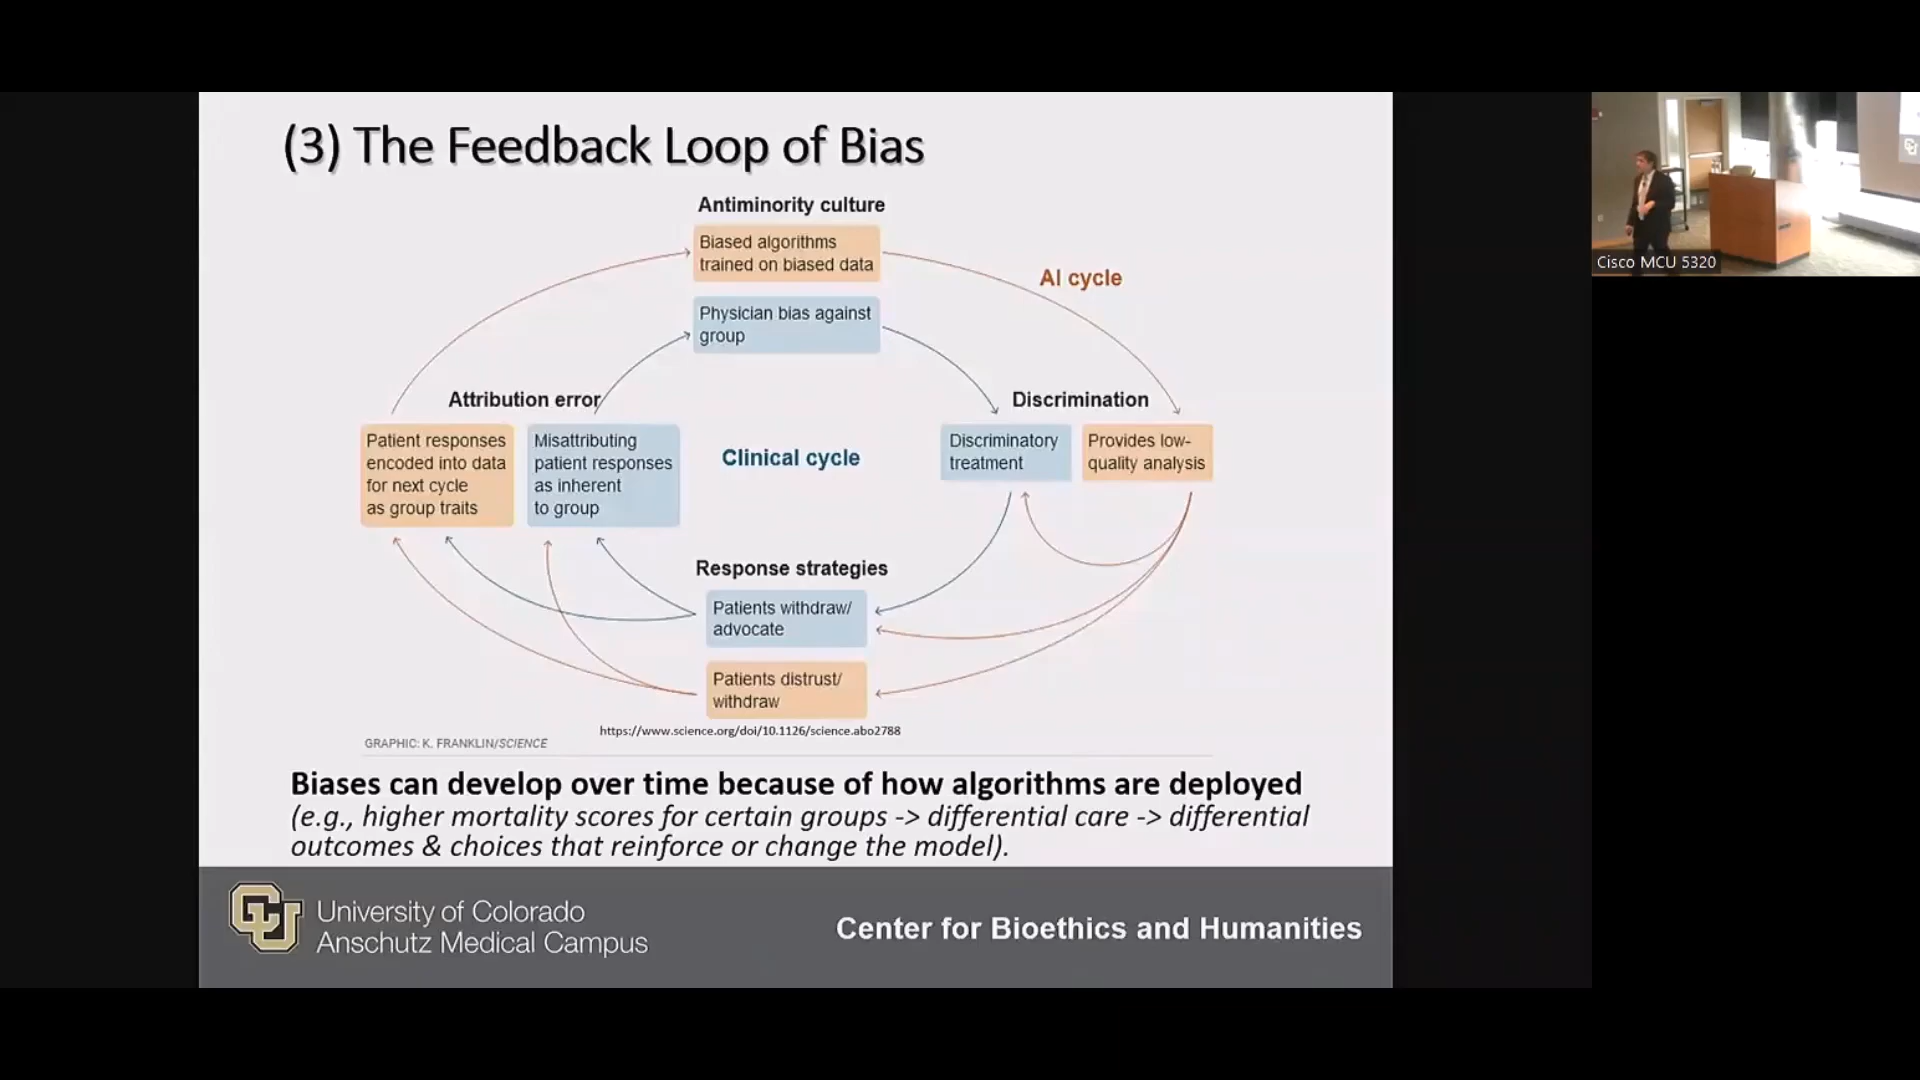 (3) The Feedback Loop of Bias
Antiminority culture
Biased algorithms
trained on biased data
AI cycle
Physician bias against
group
Attribution error
Discrimination
Patient responses
encoded into data
for next cycle
as group traits
Misattributing
patient responses
as inherent
to group
Clinical cycle
Discriminatory
treatment
Provides low-
quality analysis
Response strategies
Patients withdraw/
advocate
Patients distrust/
withdraw
https://www.science.org/doi/10.1126/science.abo2788
GRAPHIC: K. FRANKLIN/SCIENCE
Biases can develop over time because of how algorithms are deployed
(e.g., higher mortality scores for certain groups -> differential care -> differential
outcomes & choices that reinforce or change the model).
CU
University of Colorado
Anschutz Medical Campus
Center for Bioethics and Humanities
Cisco MCU 5320